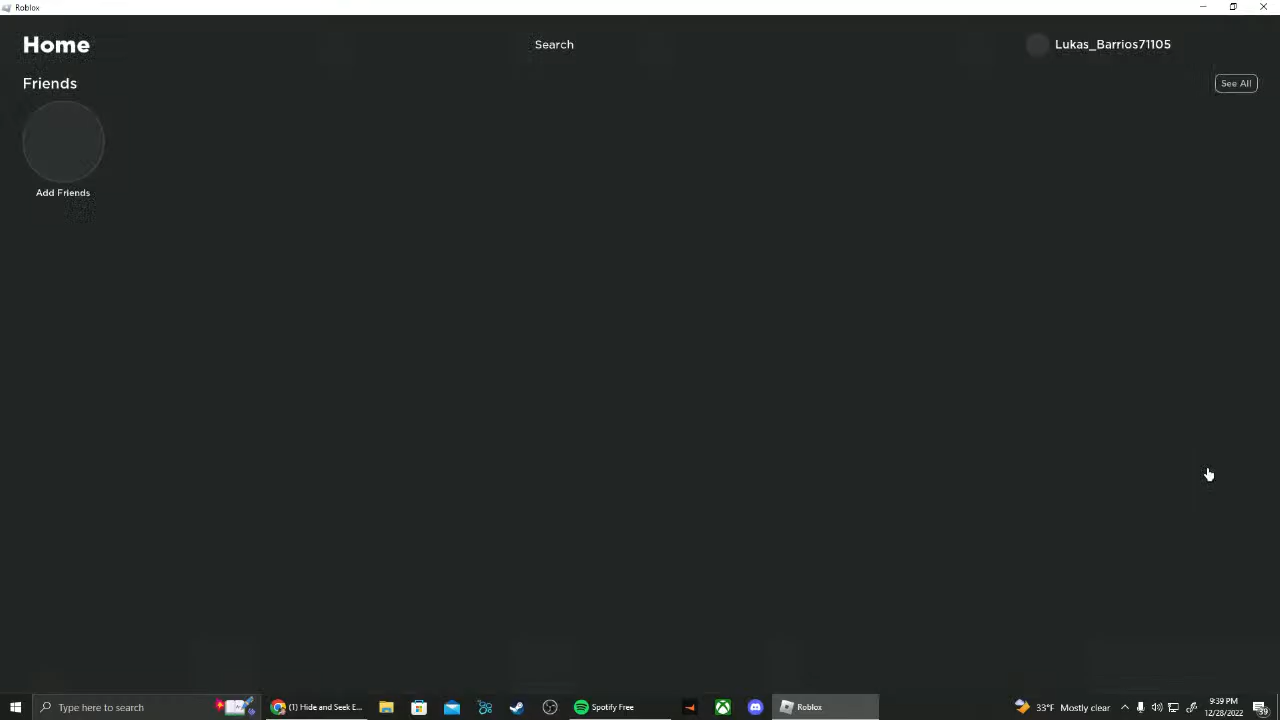 Roblox
Home
Search
Lukas_Barrios71105
Friends
See All
Add Friends
Type here to search
(1) Hide and Seek E...
Spotify Free
Roblox
33°F Mostly clear
9:39 PM
12/28/2022